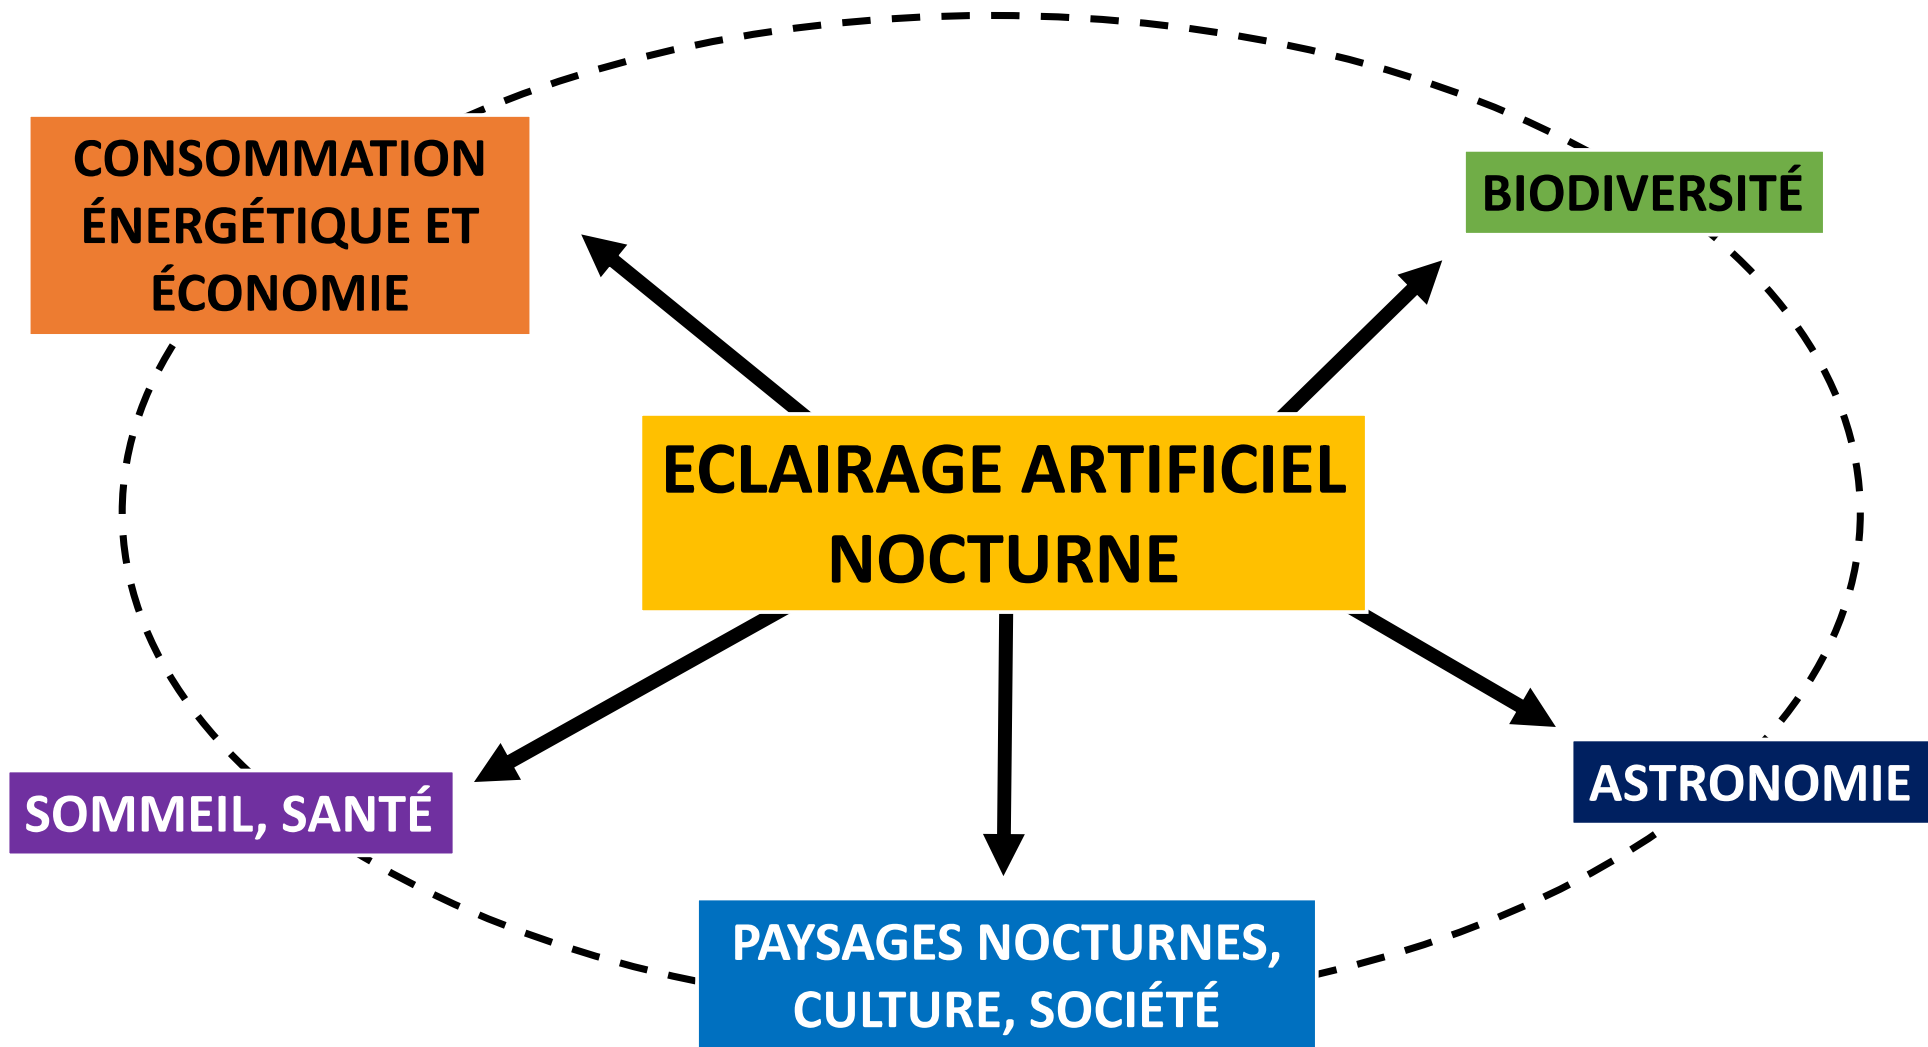 CONSOMMATION
ÉNERGÉTIQUE ET
ÉCONOMIE
BIODIVERSITÉ
ECLAIRAGE ARTIFICIEL
NOCTURNE
SOMMEIL, SANTÉ
ASTRONOMIE
PAYSAGES NOCTURNES,
CULTURE, SOCIÉTÉ